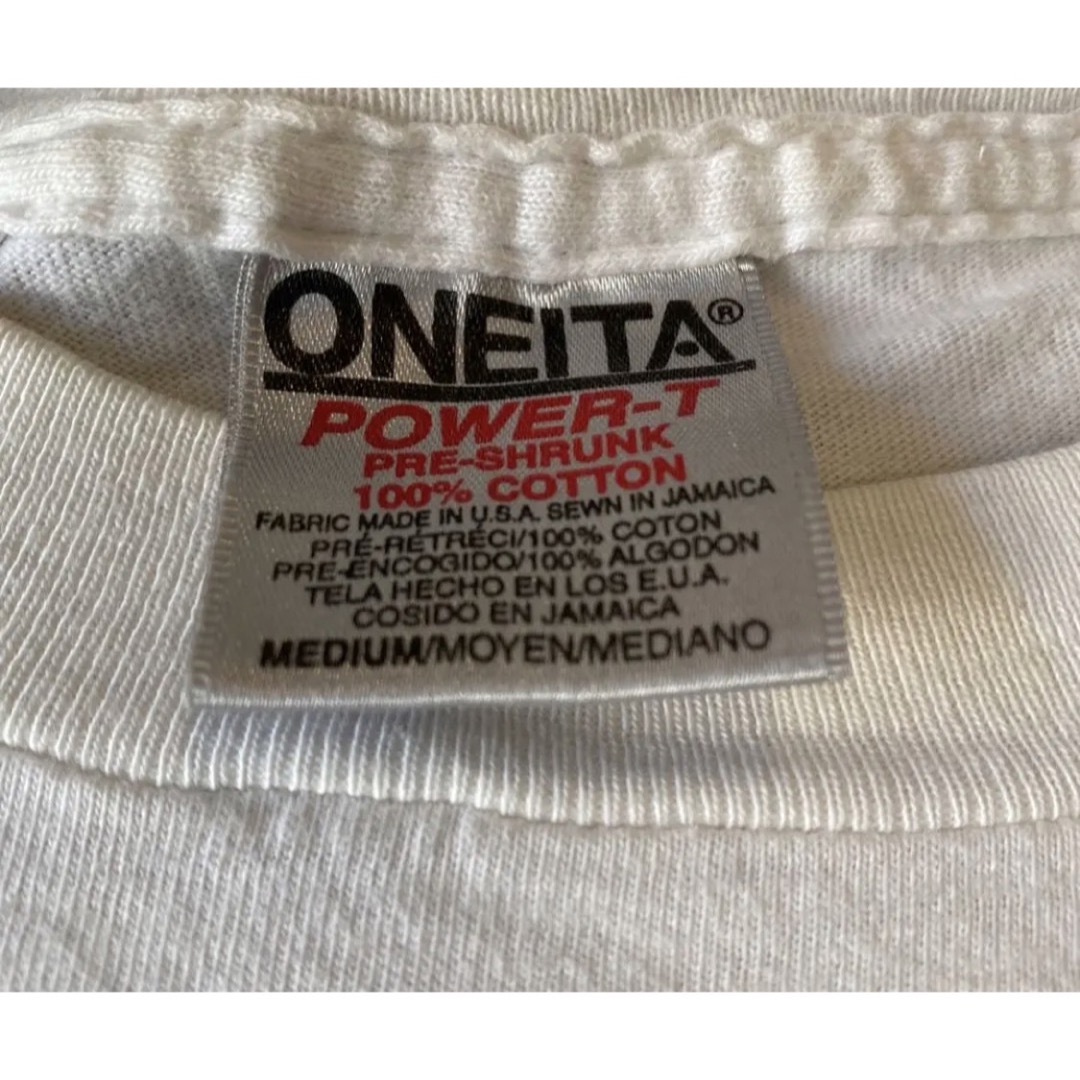 ONEITA®
POWER-T
PRE-SHRUNK
100% COTTON
FABRIC MADE IN U.S.A. SEWN IN JAMAICA
PRÉ-RÉTRÉCI/100% COTON
PRE-ENCOGIDO/100% ALGODON
TELA HECHO EN LOS E.U.A.
COSIDO EN JAMAICA
MEDIUM/MOYEN/MEDIANO